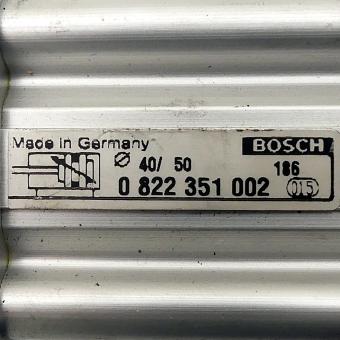 Made in Germany BOSCH
Ø 40/ 50 186
0 822 351 002 015